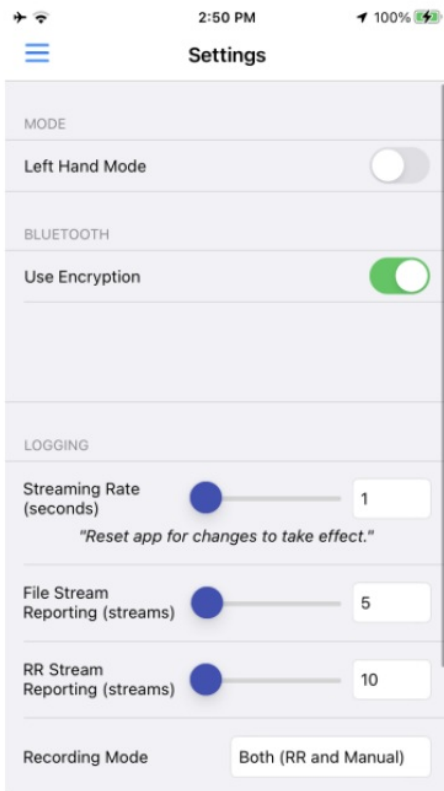 2:50 PM
100%
Settings
MODE
Left Hand Mode
BLUETOOTH
Use Encryption
LOGGING
Streaming Rate
(seconds)
1
"Reset app for changes to take effect."
File Stream
Reporting (streams)
5
RR Stream
Reporting (streams)
10
Recording Mode
Both (RR and Manual)